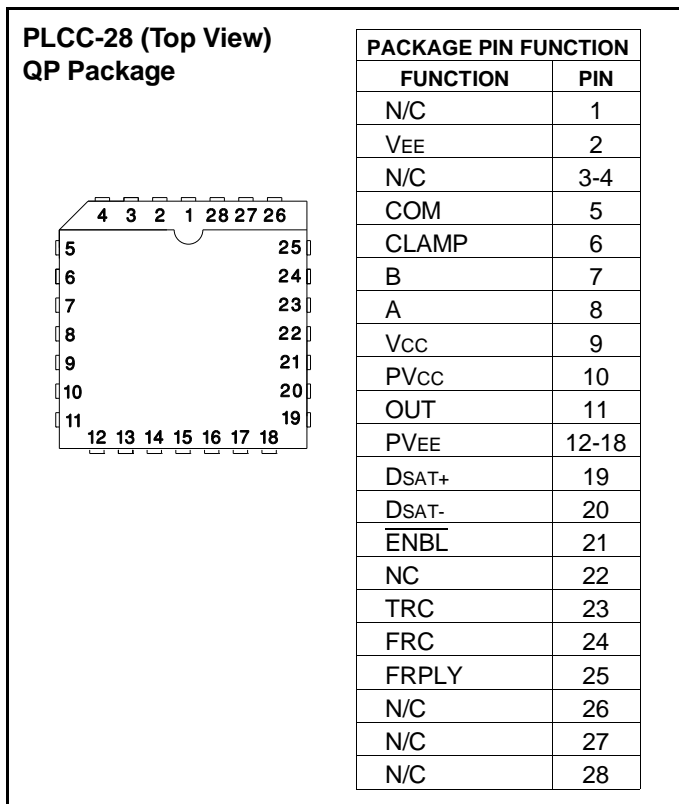 PLCC-28 (Top View)
QP Package
4 3 2 1 28 27 26
5 25
6 24
7 23
8 22
9 21
10 20
11 19
12 13 14 15 16 17 18
PACKAGE PIN FUNCTION
FUNCTION PIN
N/C 1
VEE 2
N/C 3-4
COM 5
CLAMP 6
B 7
A 8
VCC 9
PVCC 10
OUT 11
PVEE 12-18
DSAT+ 19
DSAT- 20
ENBL 21
NC 22
TRC 23
FRC 24
FRPLY 25
N/C 26
N/C 27
N/C 28